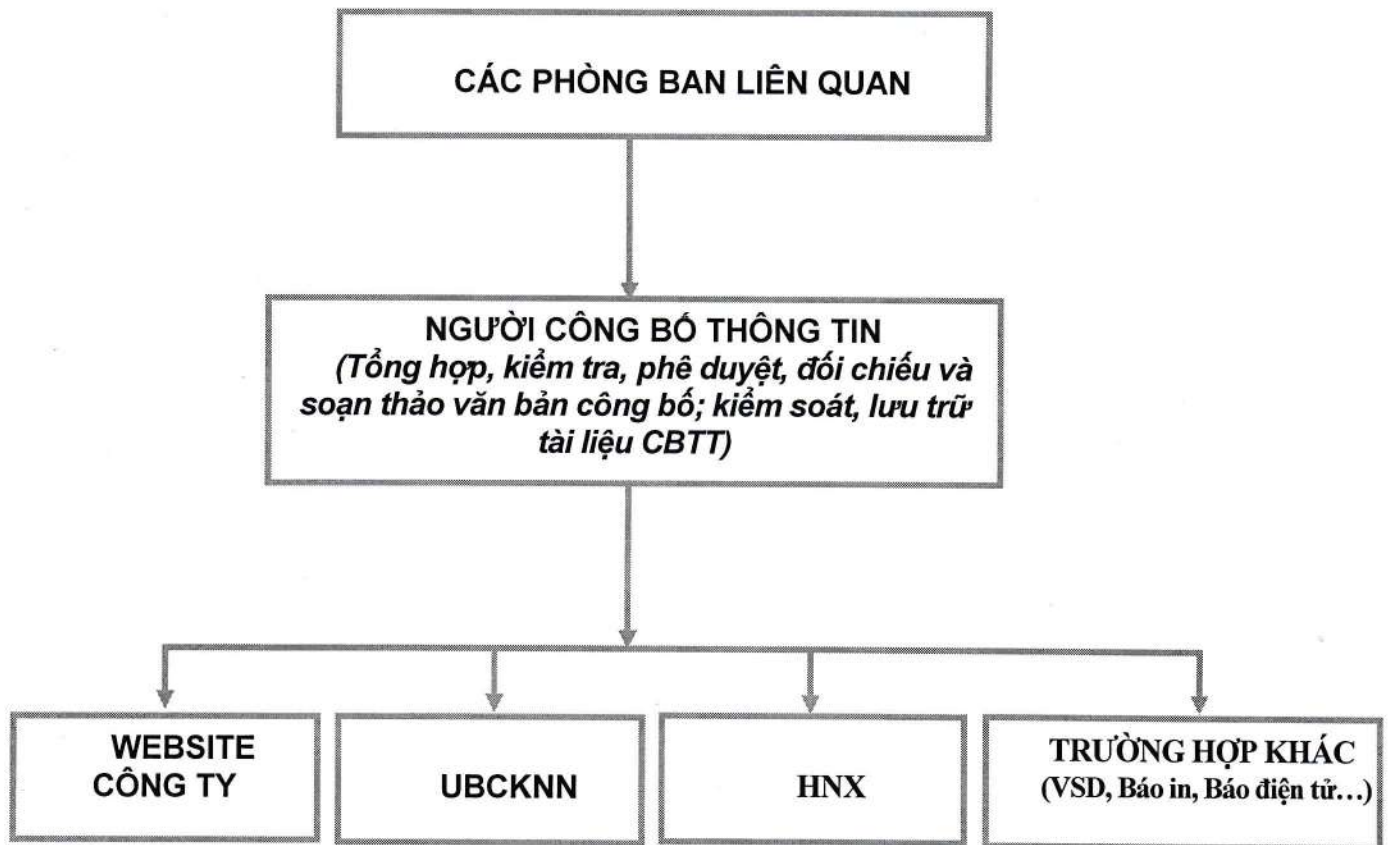 CÁC PHÒNG BAN LIÊN QUAN
NGƯỜI CÔNG BỐ THÔNG TIN
(Tổng hợp, kiểm tra, phê duyệt, đối chiếu và
soạn thảo văn bản công bố; kiểm soát, lưu trữ
tài liệu CBTT)
WEBSITE
CÔNG TY
UBCKNN
HNX
TRƯỜNG HỢP KHÁC
(VSD, Báo in, Báo điện tử...)